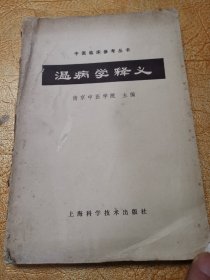 中医临床参考丛书
温病学释义
南京中医学院 主编
上海科学技术出版社